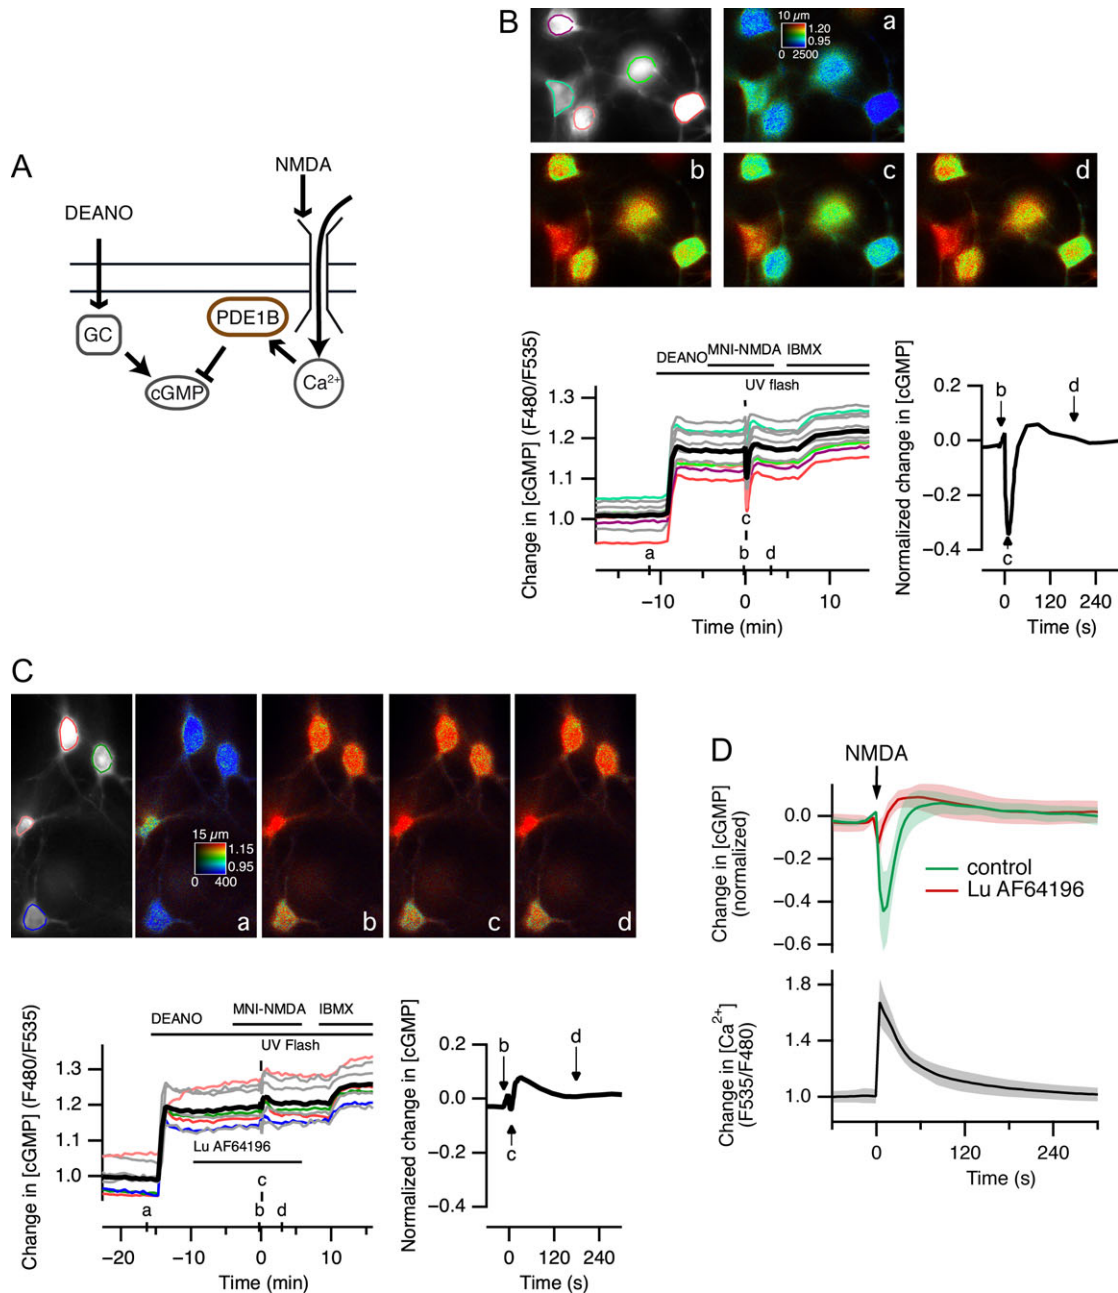 A
DEANO
NMDA
GC
cGMP
PDE1B
Ca2+
B
a
10 µm
1.20
0.95
0 2500
b
c
d
Change in [cGMP] (F480/F535)
DEANO
MNI-NMDA
IBMX
UV flash
1.3
1.2
1.1
1.0
c
a
b
d
−10
0
10
Time (min)
Normalized change in [cGMP]
0.2
0.0
−0.2
−0.4
b
d
c
0
120
240
Time (s)
C
15 µm
1.15
0.95
0 400
a
b
c
d
Change in [cGMP] (F480/F535)
DEANO
MNI-NMDA
IBMX
UV Flash
1.3
1.2
1.1
1.0
Lu AF64196
c
a
b
d
−20
−10
0
10
Time (min)
Normalized change in [cGMP]
0.2
0.0
−0.2
−0.4
b
d
c
0
120
240
Time (s)
D
NMDA
Change in [cGMP]
(normalized)
0.0
−0.2
−0.4
−0.6
control
Lu AF64196
Change in [Ca2+]
(F535/F480)
1.8
1.4
1.0
0
120
240
Time (s)